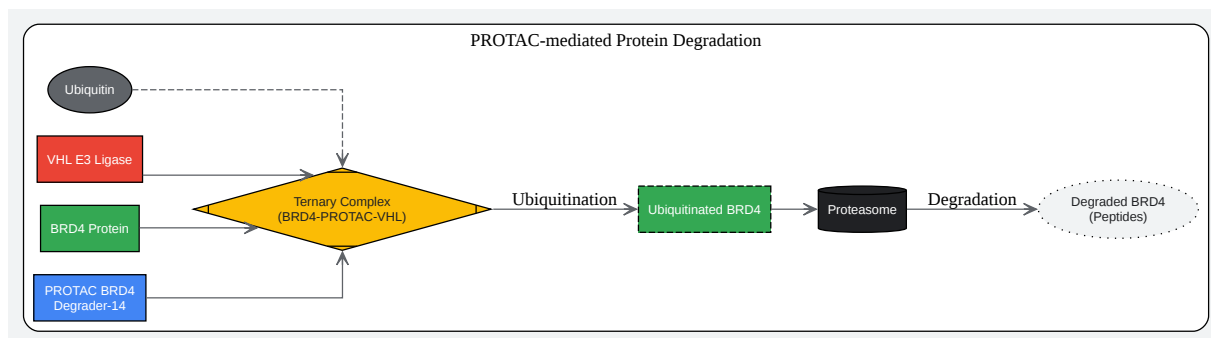 PROTAC-mediated Protein Degradation
Ubiquitin
VHL E3 Ligase
BRD4 Protein
PROTAC BRD4
Degrader-14
Ternary Complex
(BRD4-PROTAC-VHL)
Ubiquitination
Ubiquitinated BRD4
Proteasome
Degradation
Degraded BRD4
(Peptides)